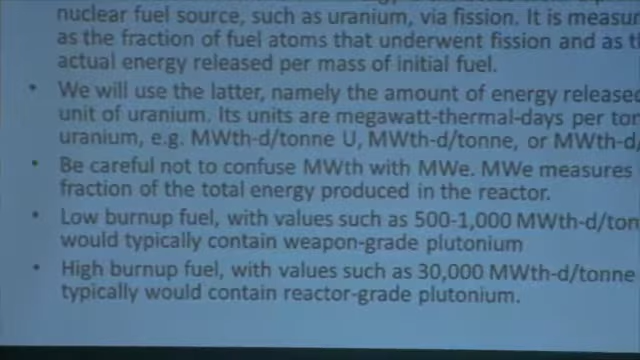 nuclear fuel source, such as uranium, via fission. It is measu
as the fraction of fuel atoms that underwent fission and as t
actual energy released per mass of initial fuel.
• We will use the latter, namely the amount of energy released
unit of uranium. Its units are megawatt-thermal-days per ton
uranium, e.g. MWth-d/tonne U, MWth-d/tonne, or MWth-d/
• Be careful not to confuse MWth with MWe. MWe measures
fraction of the total energy produced in the reactor.
• Low burnup fuel, with values such as 500-1,000 MWth-d/ton
would typically contain weapon-grade plutonium
• High burnup fuel, with values such as 30,000 MWth-d/tonne
typically would contain reactor-grade plutonium.